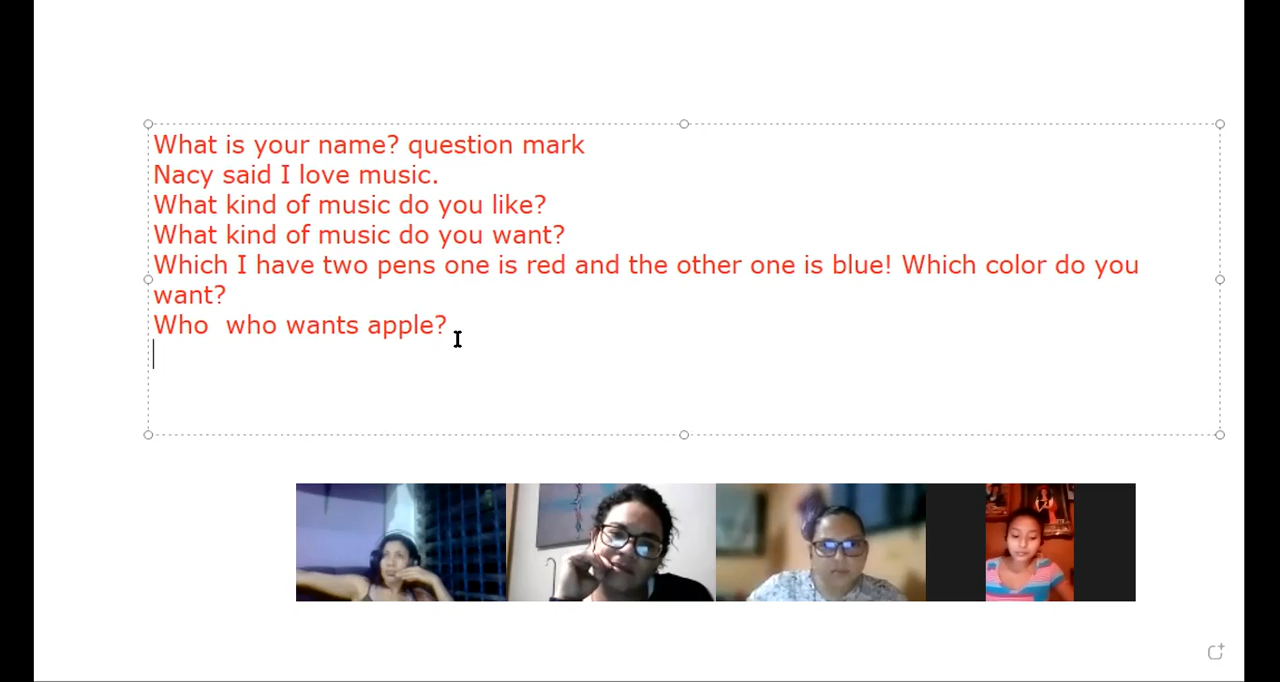 What is your name? question mark
Nacy said I love music.
What kind of music do you like?
What kind of music do you want?
Which I have two pens one is red and the other one is blue! Which color do you
want?
Who  who wants apple?